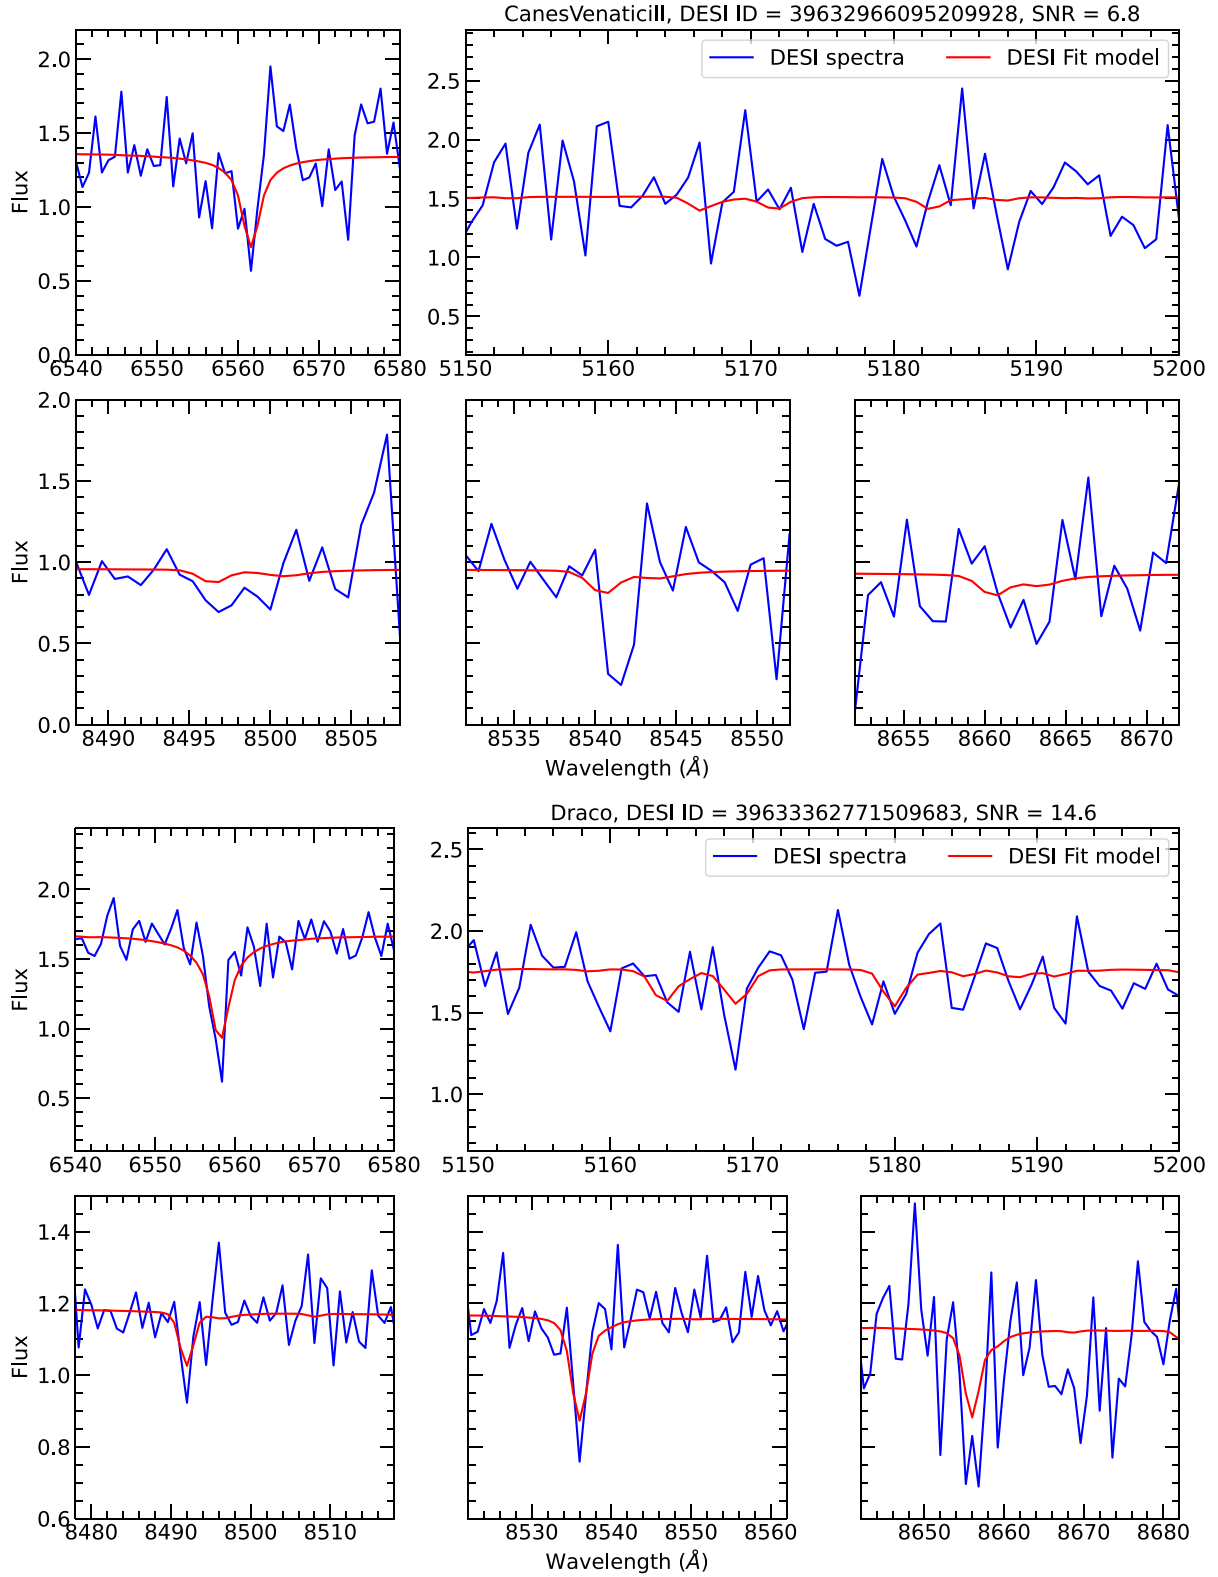 CanesVenaticiII, DESI ID = 39632966095209928, SNR = 6.8
DESI spectra DESI Fit model
Flux
2.0
1.5
1.0
0.5
0.0
6540 6550 6560 6570 6580
2.5
2.0
1.5
1.0
0.5
5150 5160 5170 5180 5190 5200
Flux
2.0
1.5
1.0
0.5
0.0
8490 8495 8500 8505
8535 8540 8545 8550
8655 8660 8665 8670
Wavelength (Å)
Draco, DESI ID = 39633362771509683, SNR = 14.6
DESI spectra DESI Fit model
Flux
2.0
1.5
1.0
0.5
6540 6550 6560 6570 6580
2.5
2.0
1.5
1.0
5150 5160 5170 5180 5190 5200
Flux
1.4
1.2
1.0
0.8
0.6
8480 8490 8500 8510
8530 8540 8550 8560
8650 8660 8670 8680
Wavelength (Å)